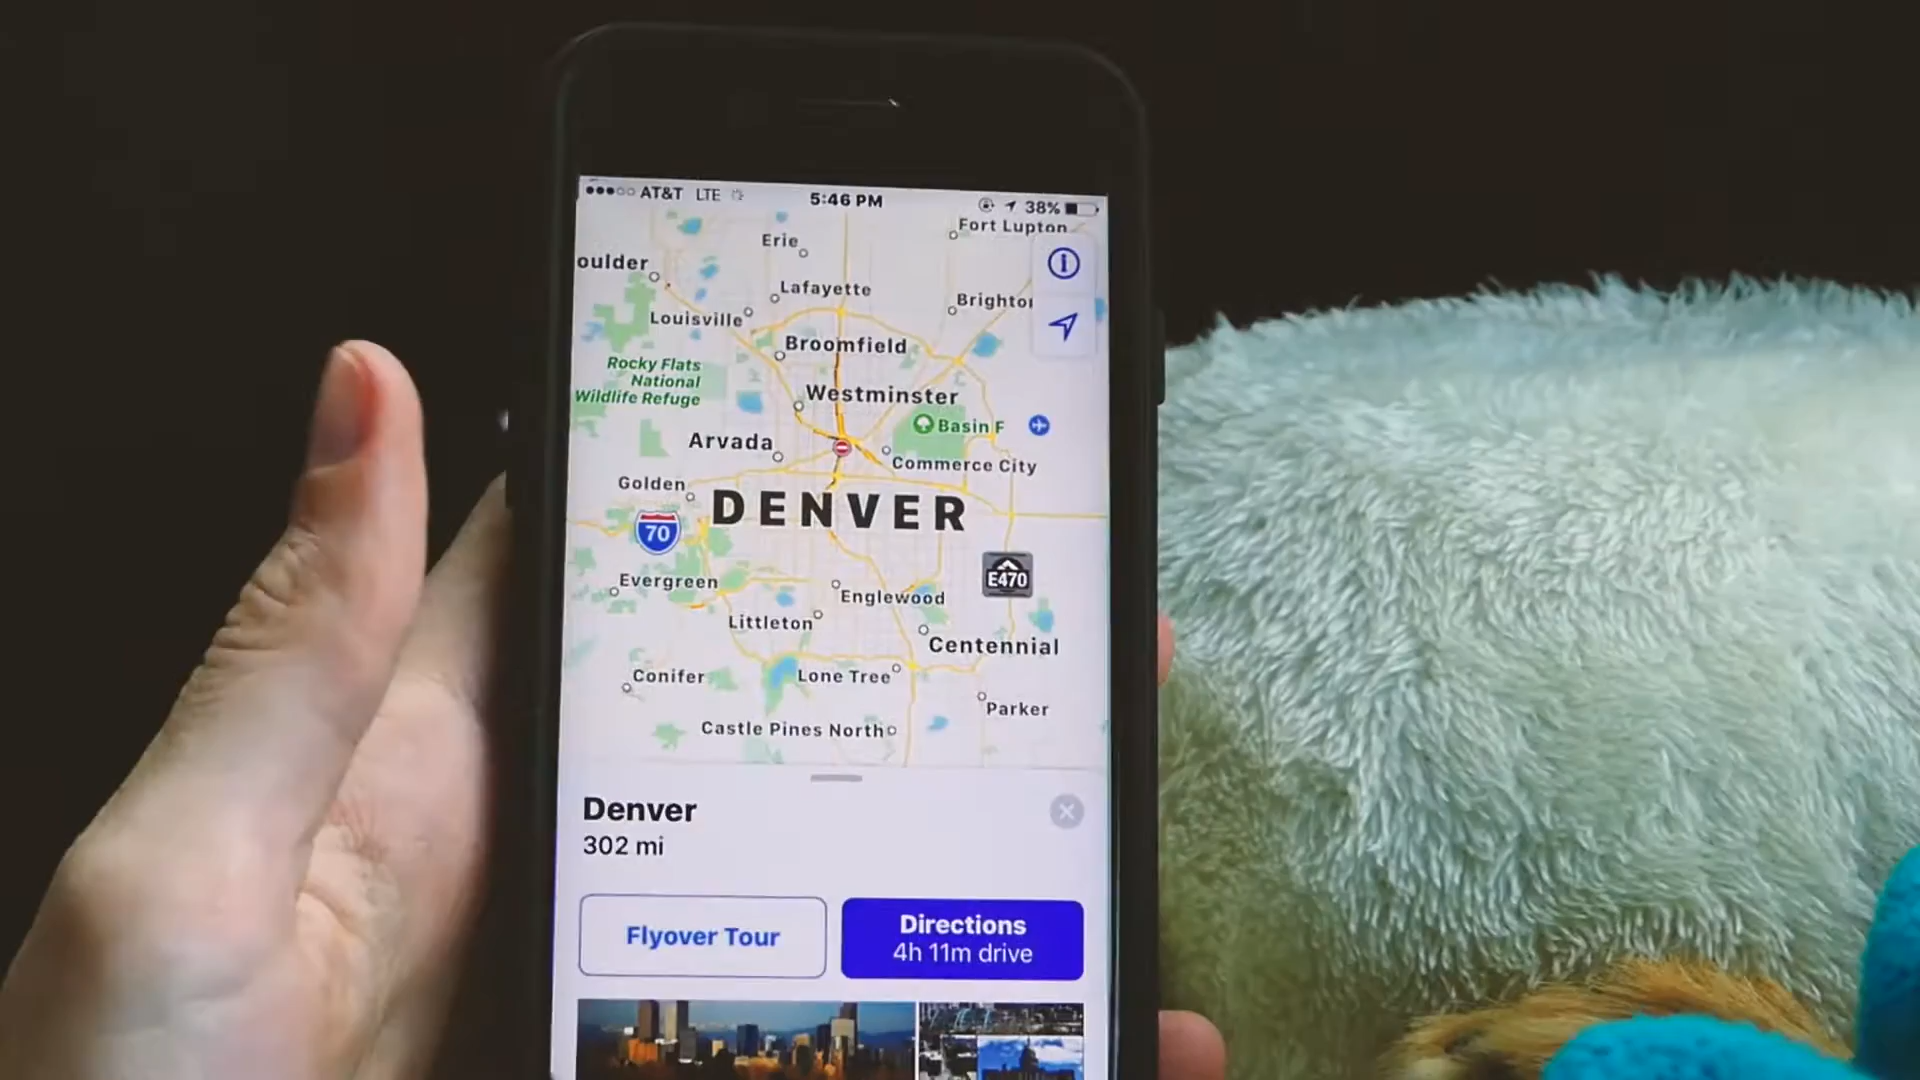 AT&T LTE 5:46 PM 38%
Fort Lupton
Erie
oulder
Lafayette
Brighto
Louisville
Broomfield
Rocky Flats
National
Wildlife Refuge
Westminster
Basin F
Arvada
Commerce City
Golden
DENVER
70
E470
Evergreen
Englewood
Littleton
Centennial
Conifer
Lone Tree
Parker
Castle Pines North
Denver
302 mi
Flyover Tour
Directions
4h 11m drive